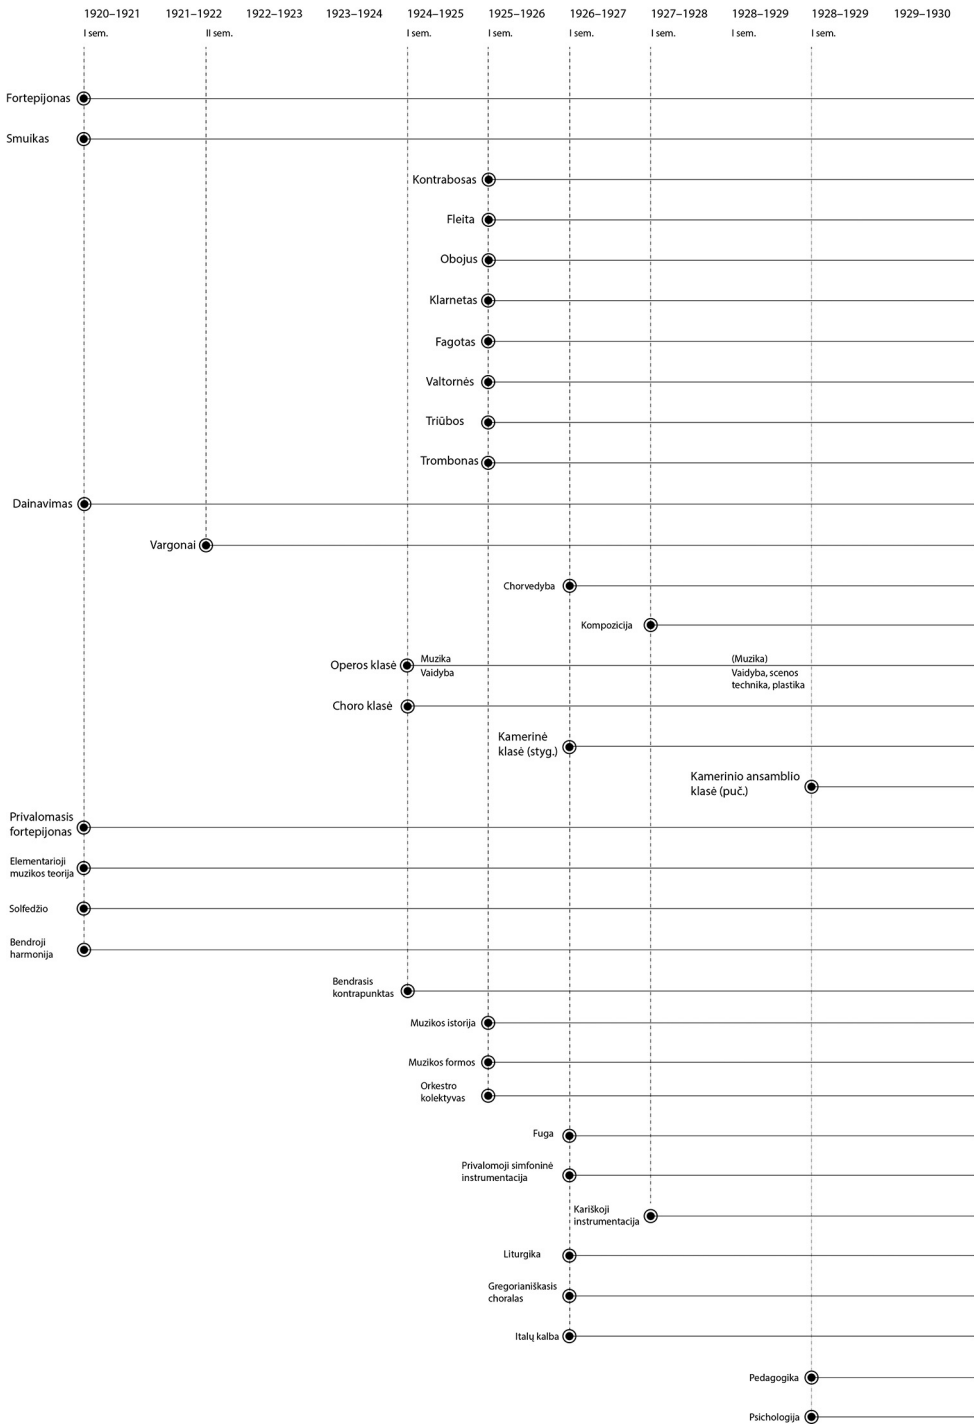 1920–1921 1921–1922 1922–1923 1923–1924 1924–1925 1925–1926 1926–1927 1927–1928 1928–1929 1928–1929 1929–1930
I sem. II sem. I sem. I sem. I sem. I sem. I sem. I sem.
Fortepijonas
Smuikas
Kontrabosas
Fleita
Obojus
Klarnetas
Fagotas
Valtornės
Triūbos
Trombonas
Dainavimas
Vargonai
Chorvedyba
Kompozicija
Operos klasė
Muzika
Vaidyba
(Muzika)
Vaidyba, scenos
technika, plastika
Choro klasė
Kamerinė
klasė (styg.)
Kamerinio ansamblio
klasė (puč.)
Privalomasis
fortepijonas
Elementarioji
muzikos teorija
Solfedžio
Bendroji
harmonija
Bendrasis
kontrapunktas
Muzikos istorija
Muzikos formos
Orkestro
kolektyvas
Fuga
Privalomoji simfoninė
instrumentacija
Kariškoji
instrumentacija
Liturgika
Gregorianiškasis
choralas
Italų kalba
Pedagogika
Psichologija